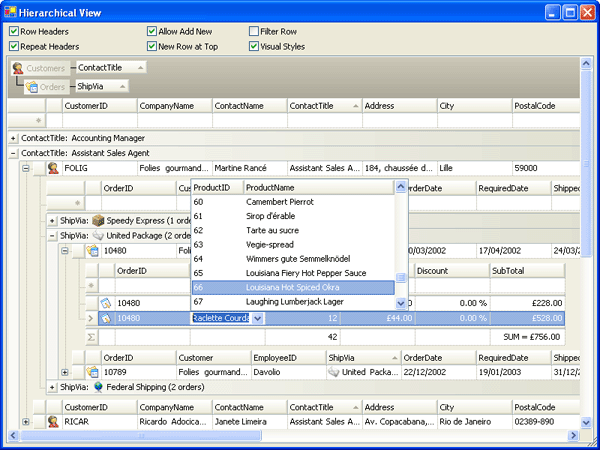 Hierarchical View
Row Headers Allow Add New Filter Row
Repeat Headers New Row at Top Visual Styles
Customers ContactTitle
Orders ShipVia
CustomerID CompanyName ContactName ContactTitle Address City PostalCode
ContactTitle: Accounting Manager
ContactTitle: Assistant Sales Agent
FOLIG Folies gourmand... Martine Rancé Assistant Sales A... 184, chaussée d... Lille 59000
ProductID ProductName
OrderID Cus OrderDate RequiredDate Shipped
60 Camembert Pierrot
61 Sirop d'érable
ShipVia: Speedy Express (1 orde
62 Tarte au sucre
ShipVia: United Package (2 orde
63 Vegie-spread
10480 Foli 0/03/2002 17/04/2002 24/03/
64 Wimmers gute Semmelknödel
OrderID Discount SubTotal
65 Louisiana Fiery Hot Pepper Sauce
66 Louisiana Hot Spiced Okra
10480 0.00 % £228.00
67 Laughing Lumberjack Lager
10480 Raclette Courda 12 £44.00 0.00 % £528.00
Σ 42 SUM = £756.00
OrderID Customer EmployeeID ShipVia OrderDate RequiredDate Shipped
10789 Folies gourmand... Davolio United Packa... 22/12/2002 19/01/2003 31/12/
ShipVia: Federal Shipping (2 orders)
CustomerID CompanyName ContactName ContactTitle Address City PostalCode
RICAR Ricardo Adocica... Janete Limeira Assistant Sales A... Av. Copacabana, ... Rio de Janeiro 02389-890